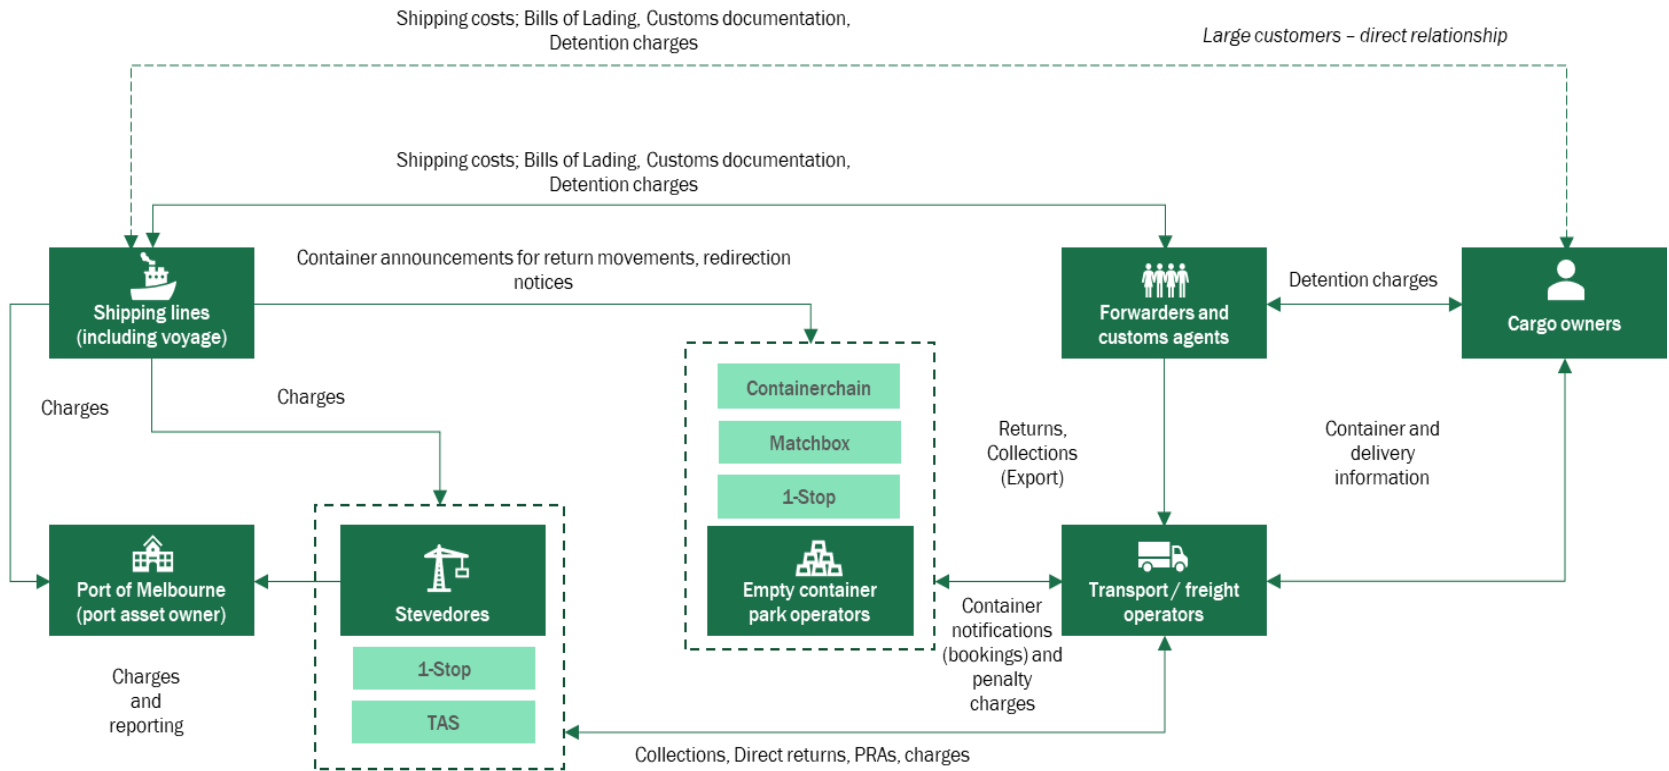 Shipping costs; Bills of Lading, Customs documentation,
Detention charges
Large customers – direct relationship
Shipping costs; Bills of Lading, Customs documentation,
Detention charges
Container announcements for return movements, redirection
notices
Shipping lines
(including voyage)
Forwarders and
customs agents
Detention charges
Cargo owners
Charges
Charges
Containerchain
Matchbox
1-Stop
Returns,
Collections
(Export)
Container and
delivery
information
Port of Melbourne
(port asset owner)
Stevedores
Empty container
park operators
Transport / freight
operators
Charges
and
reporting
1-Stop
TAS
Container
notifications
(bookings) and
penalty
charges
Collections, Direct returns, PRAs, charges